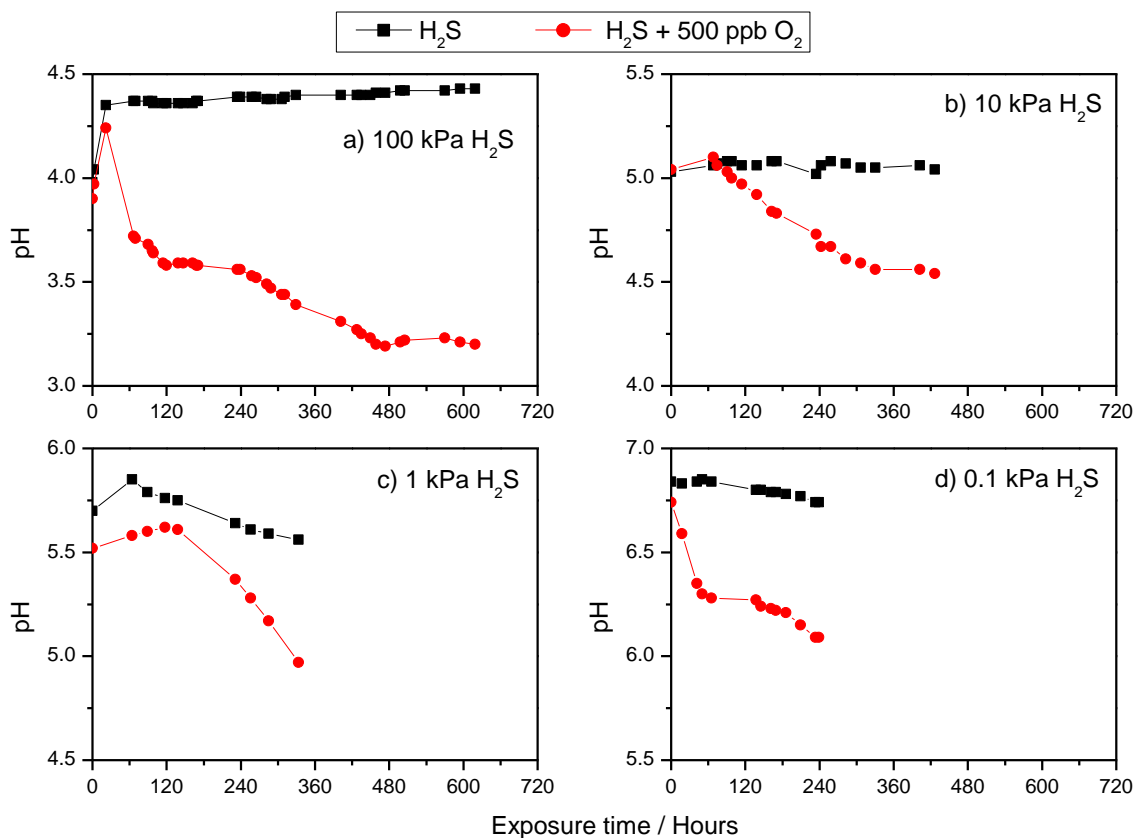 H₂S H₂S + 500 ppb O₂
a) 100 kPa H₂S
pH
4.5
4.0
3.5
3.0
0 120 240 360 480 600 720
b) 10 kPa H₂S
pH
5.5
5.0
4.5
4.0
0 120 240 360 480 600 720
c) 1 kPa H₂S
pH
6.0
5.5
5.0
4.5
0 120 240 360 480 600 720
d) 0.1 kPa H₂S
pH
7.0
6.5
6.0
5.5
0 120 240 360 480 600 720
Exposure time / Hours